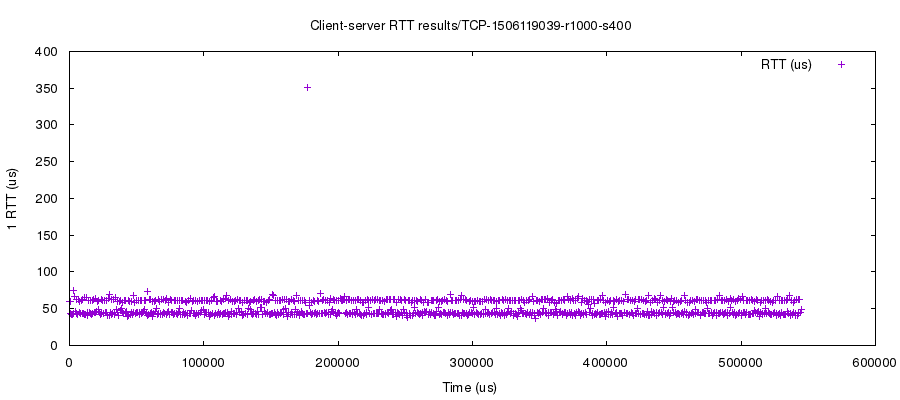 Client-server RTT results/TCP-1506119039-r1000-s400
RTT (us)
1 RTT (us)
400
350
300
250
200
150
100
50
0
0 100000 200000 300000 400000 500000 600000
Time (us)